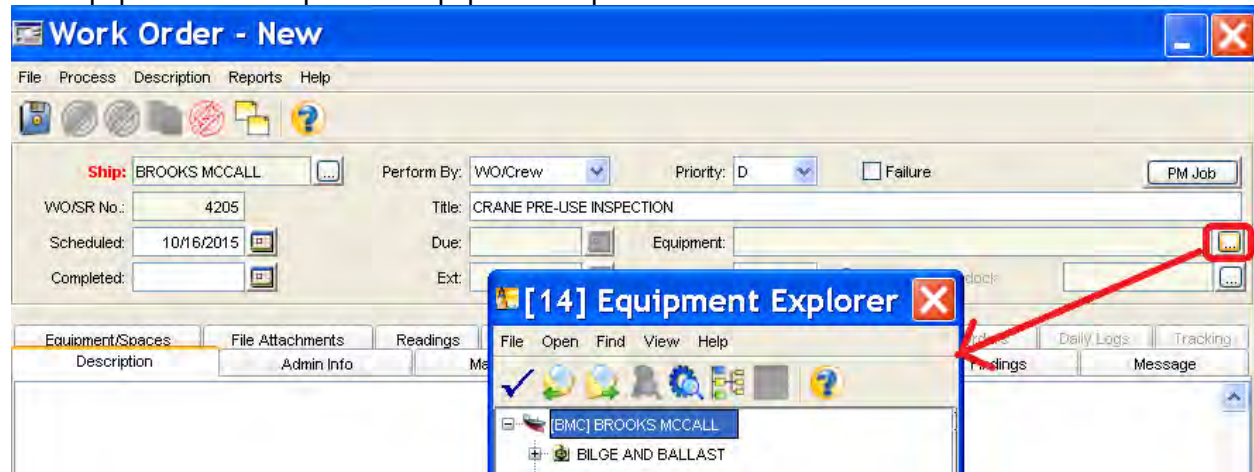 Work Order - New
File Process Description Reports Help
Ship: BROOKS MCCALL ... Perform By: WO/Crew Priority: D Failure PM Job
WO/SR No.: 4205 Title: CRANE PRE-USE INSPECTION
Scheduled: 10/16/2015 Due: Equipment: ...
Completed: Ext: ...
[14] Equipment Explorer
Equipment/Spaces File Attachments Readings Daily Logs Tracking
File Open Find View Help
Description Admin Info Message
[BMC] BROOKS MCCALL
BILGE AND BALLAST